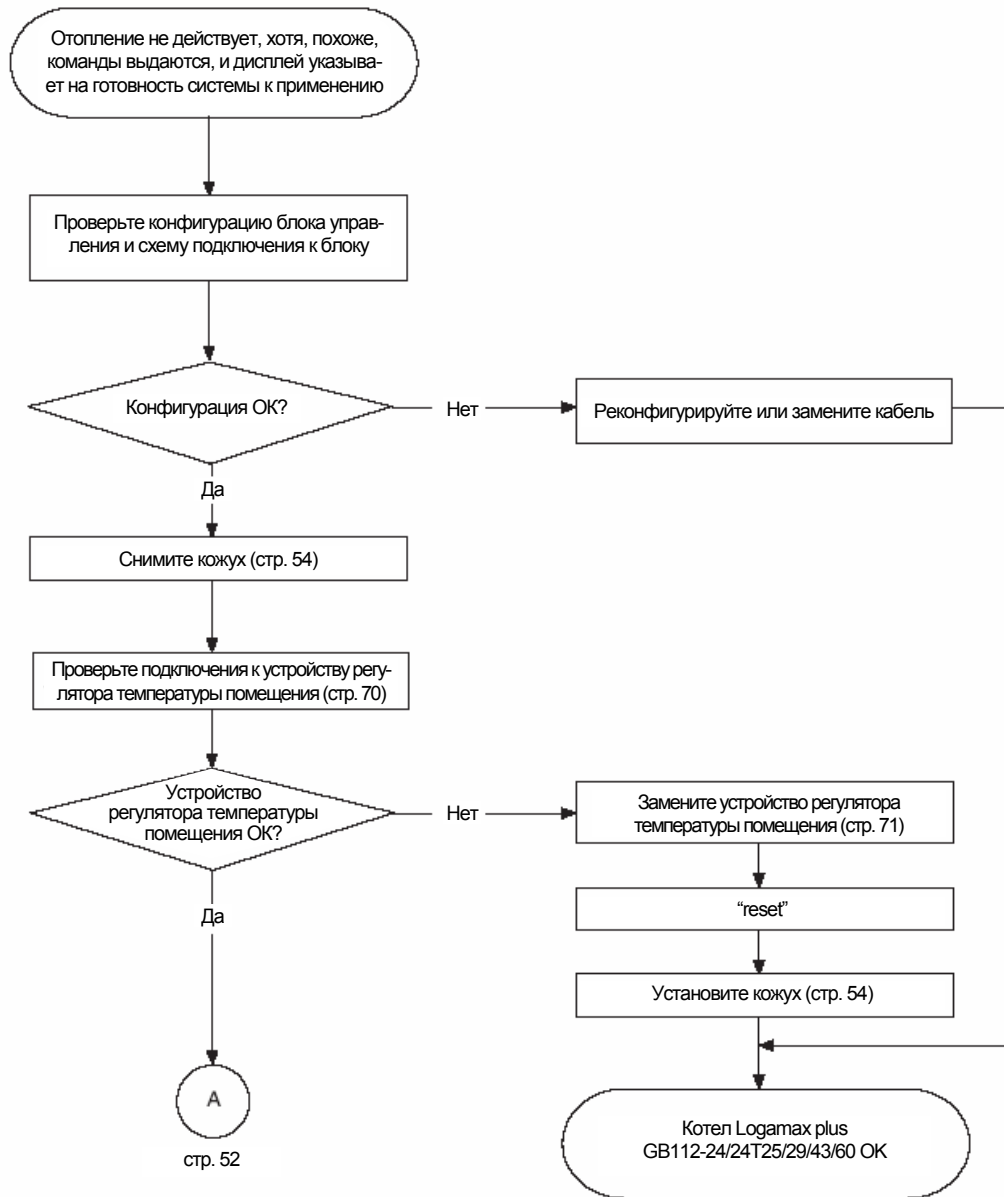 Отопление не действует, хотя, похоже,
команды выдаются, и дисплей указыва-
ет на готовность системы к применению
Проверьте конфигурацию блока управ-
ления и схему подключения к блоку
Конфигурация ОК?
Нет
Реконфигурируйте или замените кабель
Да
Снимите кожух (стр. 54)
Проверьте подключения к устройству регу-
лятора температуры помещения (стр. 70)
Устройство
регулятора температуры
помещения ОК?
Нет
Замените устройство регулятора
температуры помещения (стр. 71)
Да
“reset”
Установите кожух (стр. 54)
A
стр. 52
Котел Logamax plus
GB112-24/24T25/29/43/60 OK